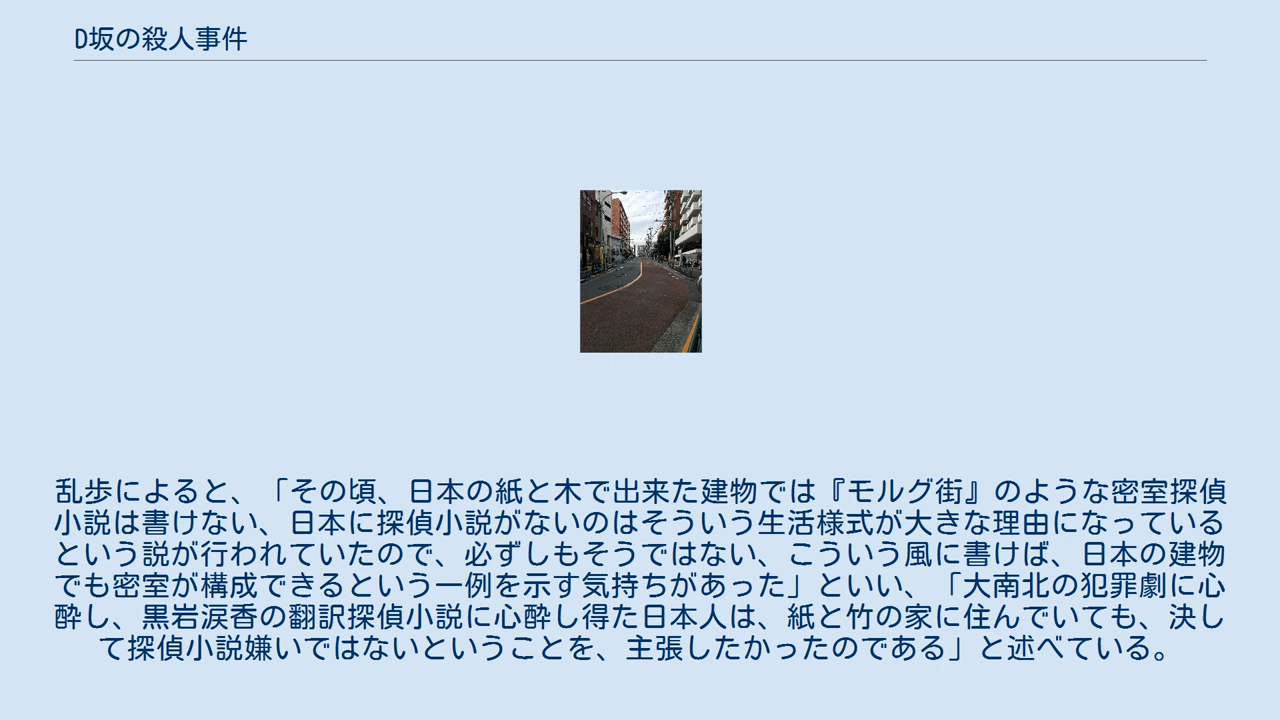 D坂の殺人事件
乱歩によると、「その頃、日本の紙と木で出来た建物では『モルグ街』のような密室探偵
小説は書けない、日本に探偵小説がないのはそういう生活様式が大きな理由になっている
という説が行われていたので、必ずしもそうではない、こういう風に書けば、日本の建物
でも密室が構成できるという一例を示す気持ちがあった」といい、「大南北の犯罪劇に心
酔し、黒岩涙香の翻訳探偵小説に心酔し得た日本人は、紙と竹の家に住んでいても、決し
て探偵小説嫌いではないということを、主張したかったのである」と述べている。